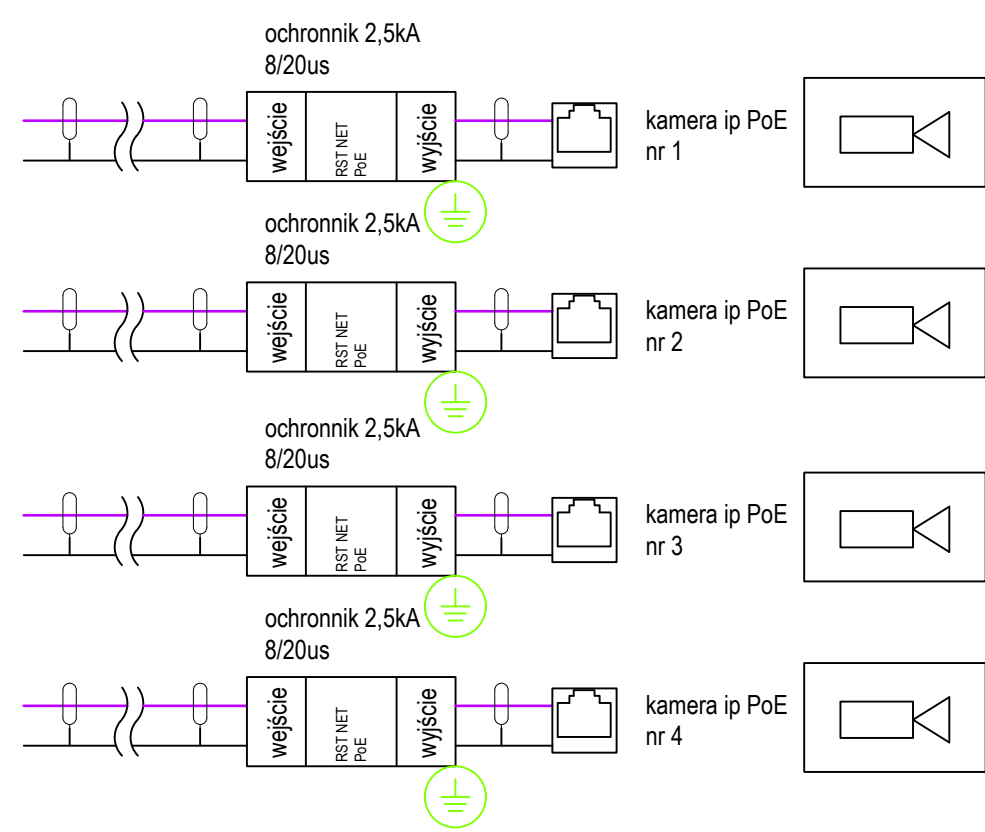 ochronnik 2,5kA
8/20us
wejście
RST NET
PoE
wyjście
kamera ip PoE
nr 1
ochronnik 2,5kA
8/20us
wejście
RST NET
PoE
wyjście
kamera ip PoE
nr 2
ochronnik 2,5kA
8/20us
wejście
RST NET
PoE
wyjście
kamera ip PoE
nr 3
ochronnik 2,5kA
8/20us
wejście
RST NET
PoE
wyjście
kamera ip PoE
nr 4